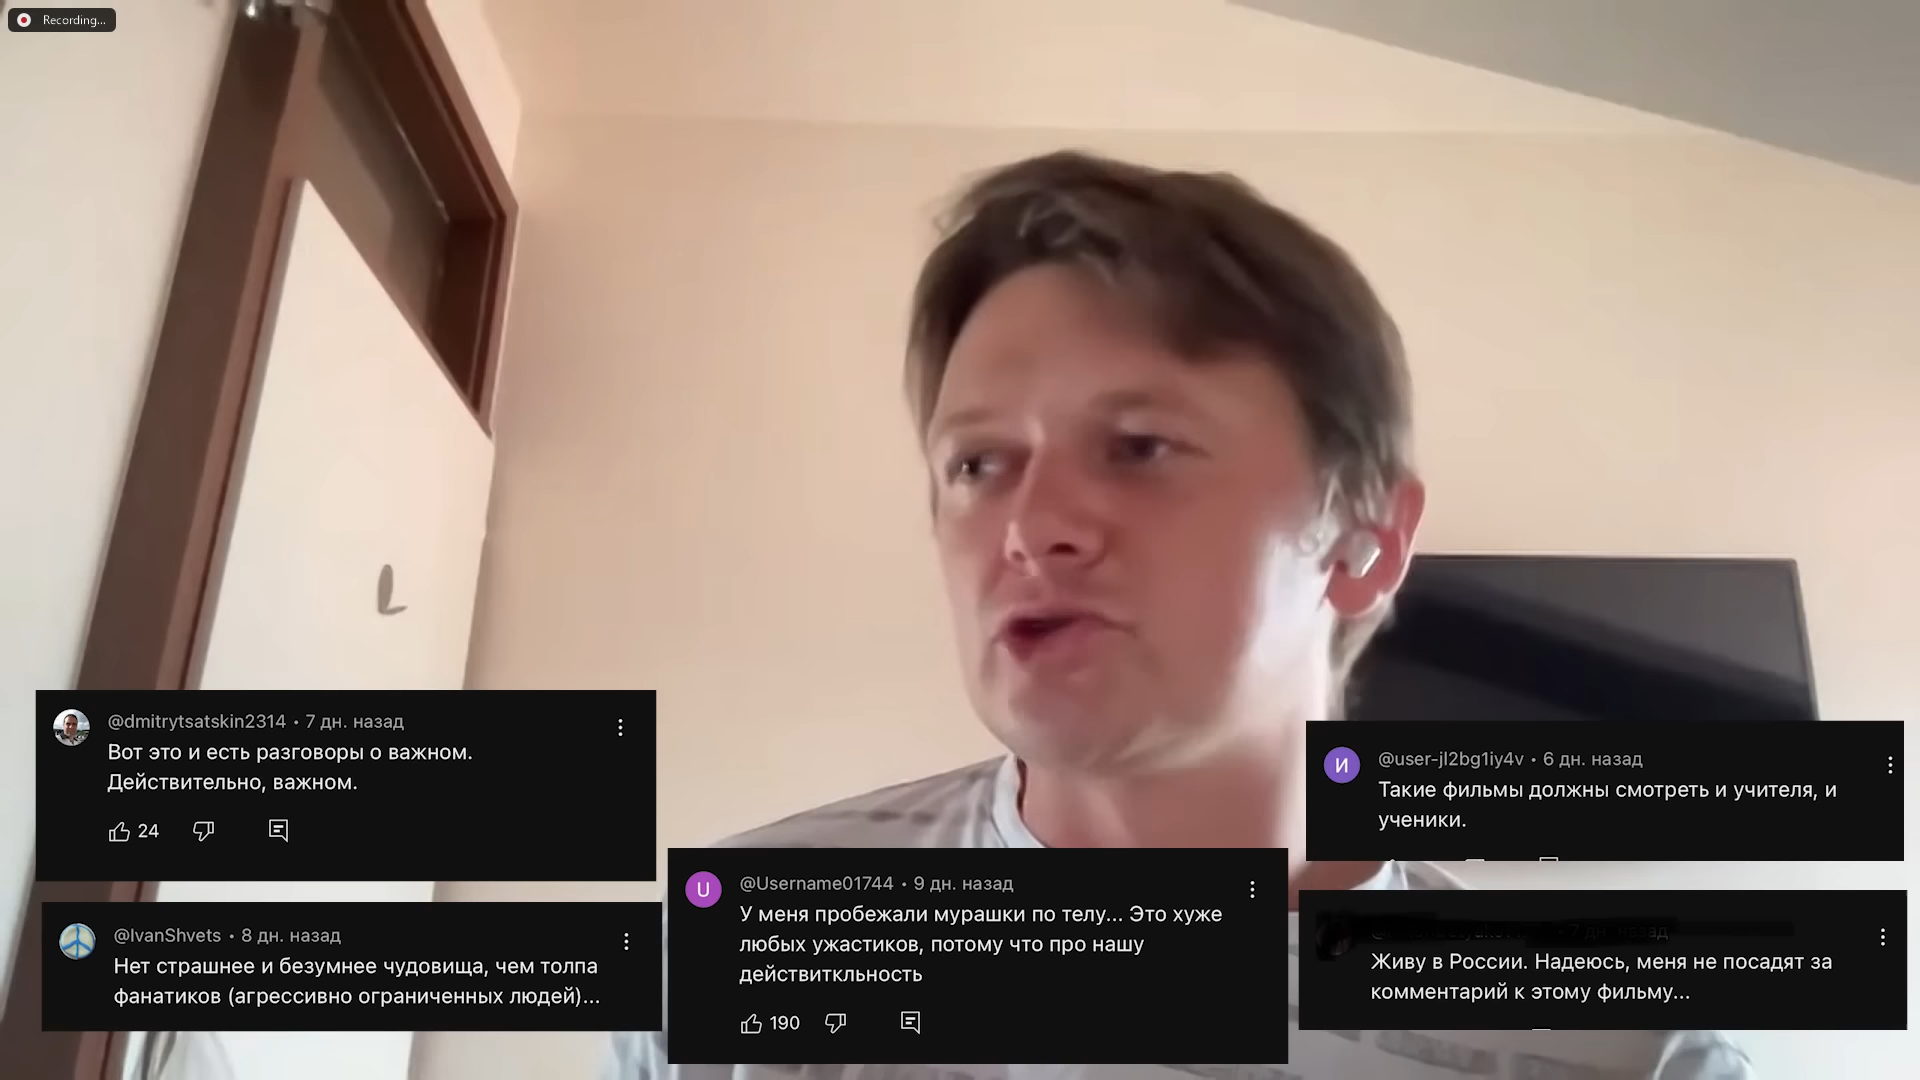 Recording...
@dmitrytsatskin2314 • 7 дн. назад
Вот это и есть разговоры о важном.
Действительно, важном.
24
@IvanShvets • 8 дн. назад
Нет страшнее и безумнее чудовища, чем толпа
фанатиков (агрессивно ограниченных людей)...
U
@Username01744 • 9 дн. назад
У меня пробежали мурашки по телу... Это хуже
любых ужастиков, потому что про нашу
действиткльность
190
И
@user-jl2bg1iy4v • 6 дн. назад
Такие фильмы должны смотреть и учителя, и
ученики.
7 дн. назад
Живу в России. Надеюсь, меня не посадят за
комментарий к этому фильму...